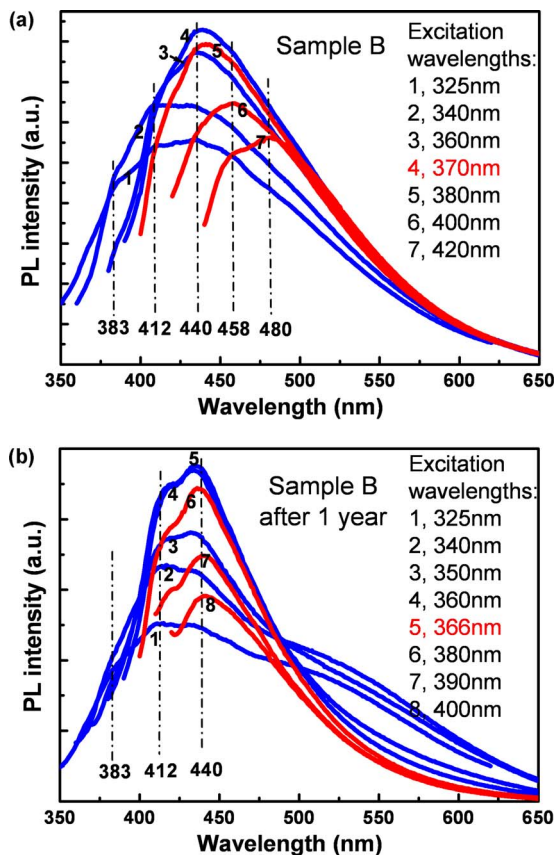 (a)
Sample B
Excitation
wavelengths:
1, 325nm
2, 340nm
3, 360nm
4, 370nm
5, 380nm
6, 400nm
7, 420nm
4
3
5
2
6
7
1
383
412
440
458
480
PL intensity (a.u.)
350
400
450
500
550
600
650
Wavelength (nm)
(b)
Sample B
after 1 year
Excitation
wavelengths:
1, 325nm
2, 340nm
3, 350nm
4, 360nm
5, 366nm
6, 380nm
7, 390nm
8, 400nm
5
4
6
3
7
2
8
1
383
412
440
PL intensity (a.u.)
350
400
450
500
550
600
650
Wavelength (nm)